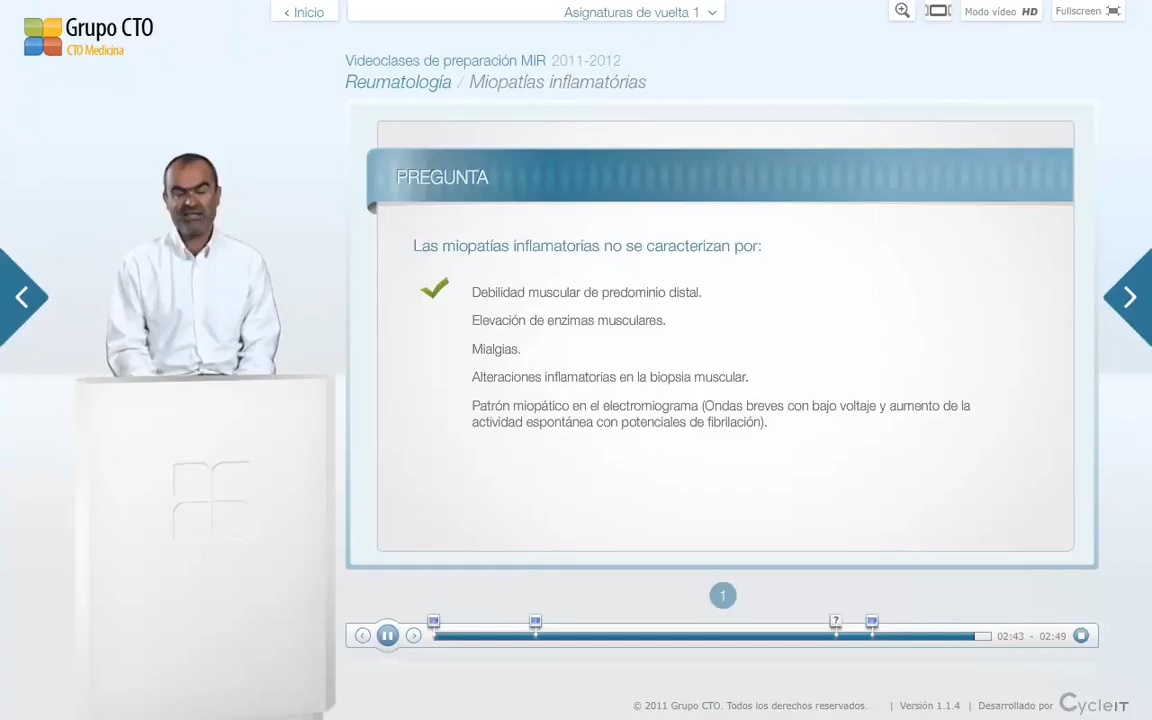 Grupo CTO
CTO Medicina
‹ Inicio
Asignaturas de vuelta 1
Modo vídeo HD
Fullscreen
Videoclases de preparación MIR 2011-2012
Reumatología / Miopatías inflamatórias
PREGUNTA
Las miopatías inflamatorias no se caracterizan por:
Debilidad muscular de predominio distal.
Elevación de enzimas musculares.
Mialgias.
Alteraciones inflamatorias en la biopsia muscular.
Patrón miopático en el electromiograma (Ondas breves con bajo voltaje y aumento de la
actividad espontánea con potenciales de fibrilación).
1
?
02:43 - 02:49
© 2011 Grupo CTO. Todos los derechos reservados. | Versión 1.1.4 | Desarrollado por CycleIT